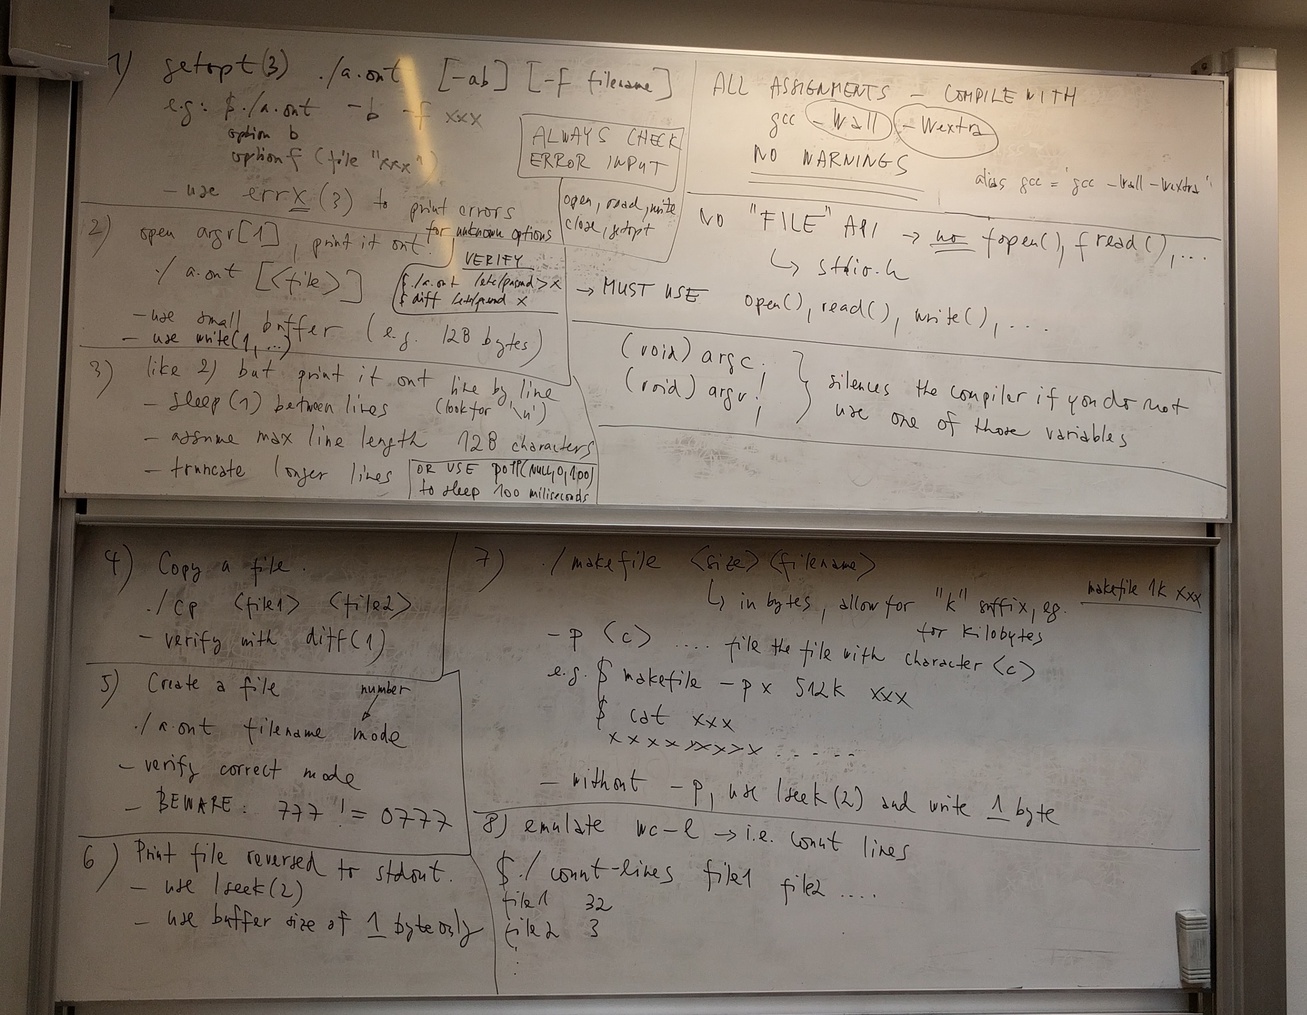 1) getopt(3) ./a.out [-ab] [-f filename]
e.g: $ ./a.out -b -f xxx
option b
option f (file "xxx")
- use errx(3) to print errors
for unknown options
ALWAYS CHECK
ERROR INPUT
open, read, write
close, getopt
2) open argv[1], print it out.
./a.out [<file>]
VERIFY
$ ./a.out /etc/passwd > x
$ diff /etc/passwd x
- use small buffer (e.g. 128 bytes)
- use write(1, ...)
3) like 2) but print it out line by line
(look for '\n')
- sleep(1) between lines
- assume max line length 128 characters
- truncate longer lines
OR USE poll(NULL, 0, 100)
to sleep 100 miliseconds
ALL ASSIGNMENTS - COMPILE WITH
gcc -Wall -Wextra
NO WARNINGS
alias gcc='gcc -Wall -Wextra'
NO "FILE" API → no fopen(), fread(), ...
↳ stdio.h
→ MUST USE open(), read(), write(), ...
(void) argc;
(void) argv;
silences the compiler if you do not
use one of those variables
4) Copy a file.
./cp <file1> <file2>
- verify with diff(1)
5) Create a file
number
./a.out filename mode
- verify correct mode
- BEWARE: 777 != 0777
6) Print file reversed to stdout.
- use lseek(2)
- use buffer size of 1 byte only
7) ./makefile <size> <filename>
↳ in bytes, allow for "k" suffix, eg. makefile 1k xxx
for kilobytes
-p <c> .... file the file with character <c>
e.g. $ makefile -p x 512k xxx
$ cat xxx
xxxxxxxxx.....
- without -p, use lseek(2) and write 1 byte
8) emulate wc -l → i.e. count lines
$ ./count-lines file1 file2 ....
file1 32
file2 3